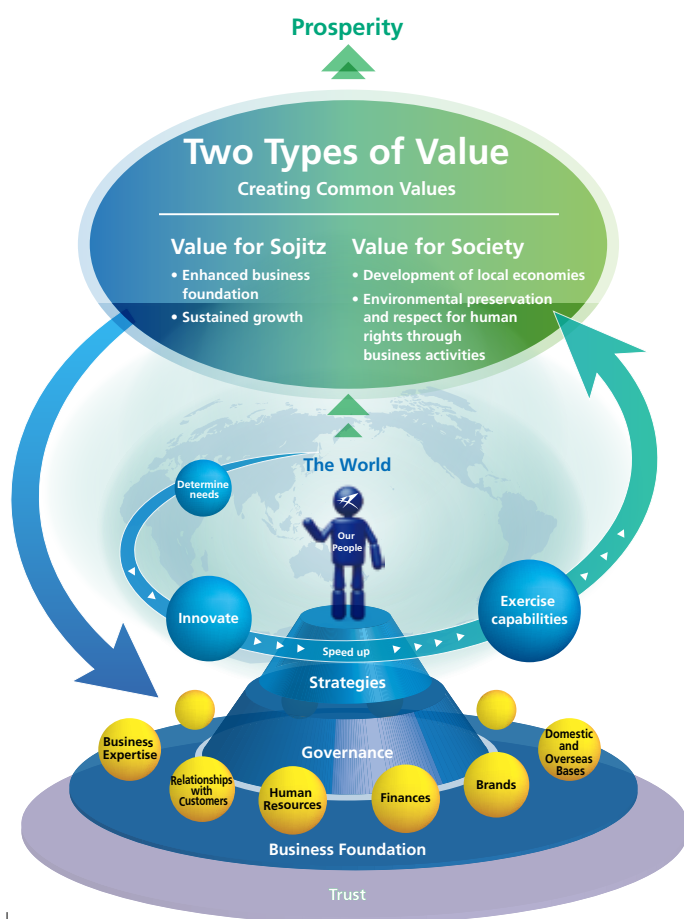 Prosperity
Two Types of Value
Creating Common Values
Value for Sojitz
• Enhanced business
foundation
• Sustained growth
Value for Society
• Development of local economies
• Environmental preservation
and respect for human
rights through
business activities
The World
Determine
needs
Our
People
Innovate
Exercise
capabilities
Speed up
Strategies
Governance
Business
Expertise
Relationships
with
Customers
Human
Resources
Finances
Brands
Domestic
and
Overseas
Bases
Business Foundation
Trust